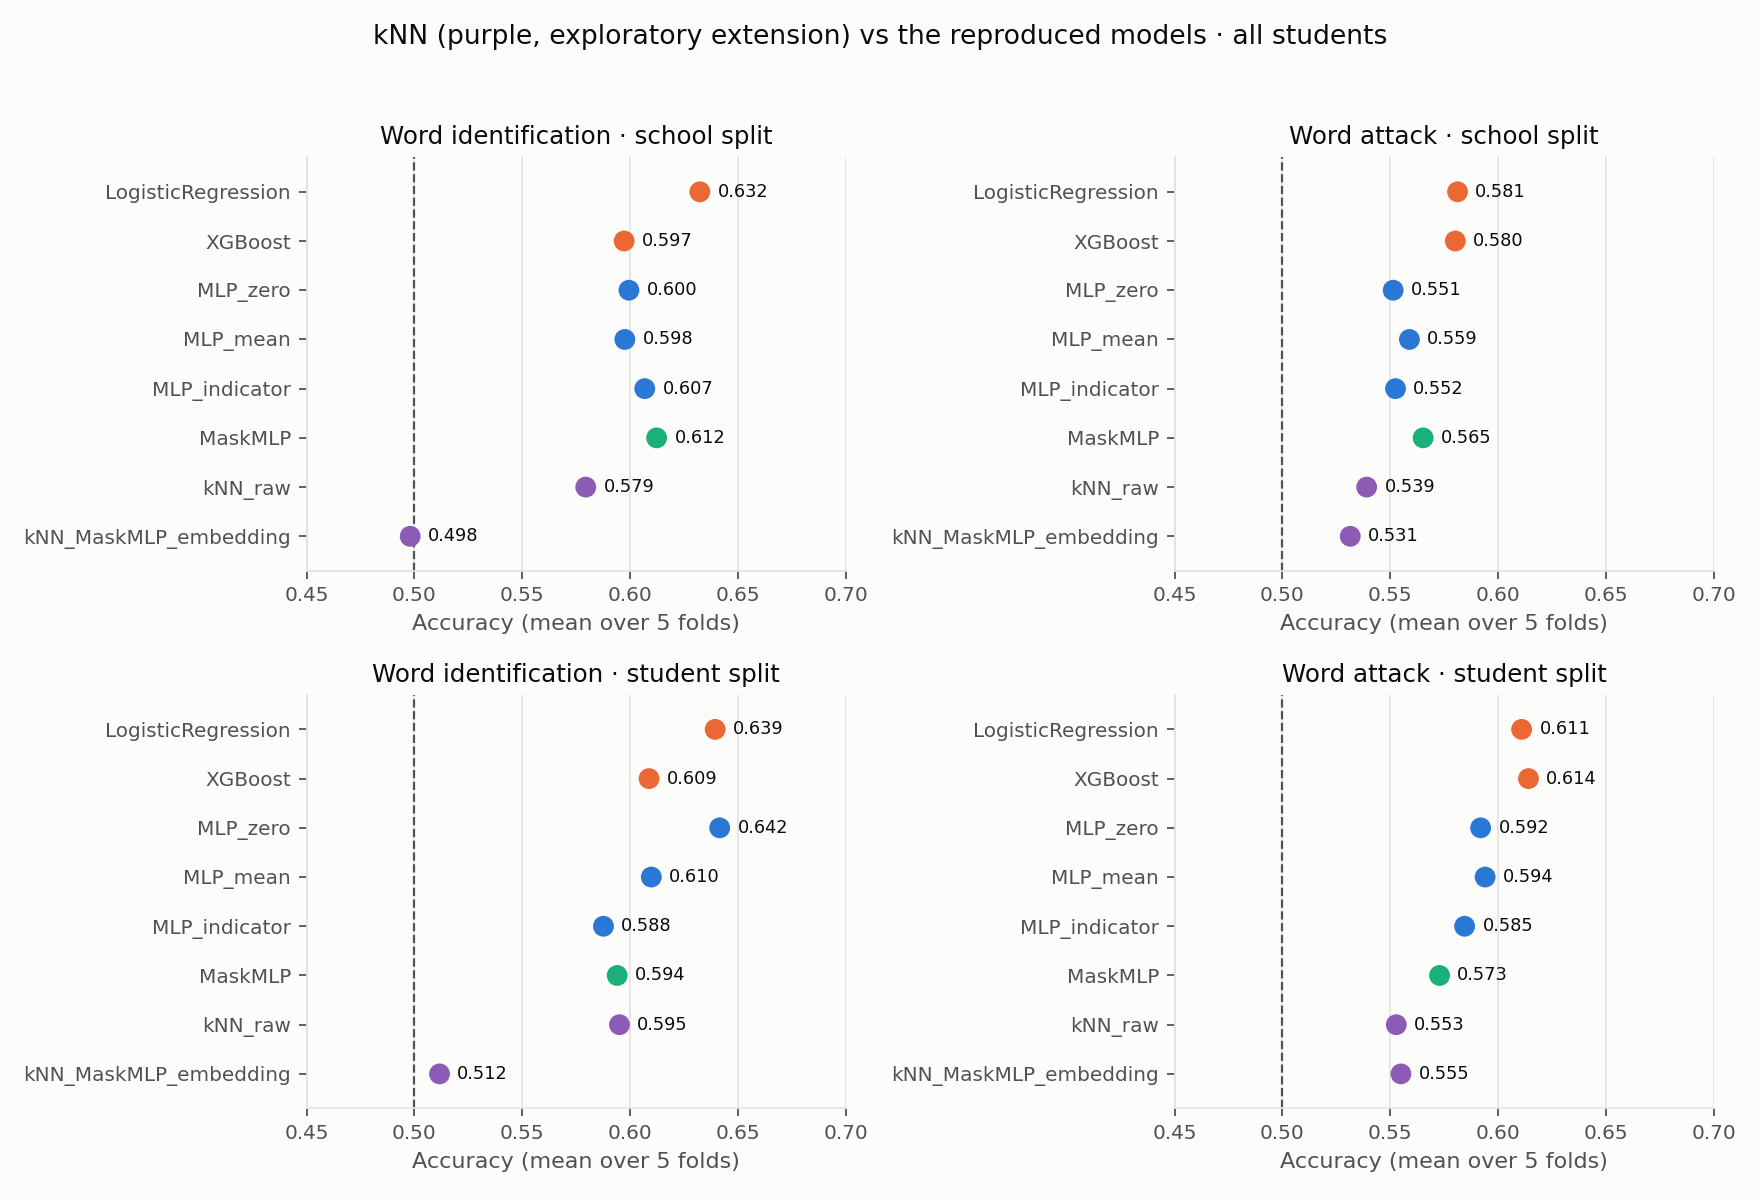 kNN (purple, exploratory extension) vs the reproduced models · all students
Word identification · school split
LogisticRegression 0.632
XGBoost 0.597
MLP_zero 0.600
MLP_mean 0.598
MLP_indicator 0.607
MaskMLP 0.612
kNN_raw 0.579
kNN_MaskMLP_embedding 0.498
0.45 0.50 0.55 0.60 0.65 0.70
Accuracy (mean over 5 folds)
Word attack · school split
LogisticRegression 0.581
XGBoost 0.580
MLP_zero 0.551
MLP_mean 0.559
MLP_indicator 0.552
MaskMLP 0.565
kNN_raw 0.539
kNN_MaskMLP_embedding 0.531
0.45 0.50 0.55 0.60 0.65 0.70
Accuracy (mean over 5 folds)
Word identification · student split
LogisticRegression 0.639
XGBoost 0.609
MLP_zero 0.642
MLP_mean 0.610
MLP_indicator 0.588
MaskMLP 0.594
kNN_raw 0.595
kNN_MaskMLP_embedding 0.512
0.45 0.50 0.55 0.60 0.65 0.70
Accuracy (mean over 5 folds)
Word attack · student split
LogisticRegression 0.611
XGBoost 0.614
MLP_zero 0.592
MLP_mean 0.594
MLP_indicator 0.585
MaskMLP 0.573
kNN_raw 0.553
kNN_MaskMLP_embedding 0.555
0.45 0.50 0.55 0.60 0.65 0.70
Accuracy (mean over 5 folds)